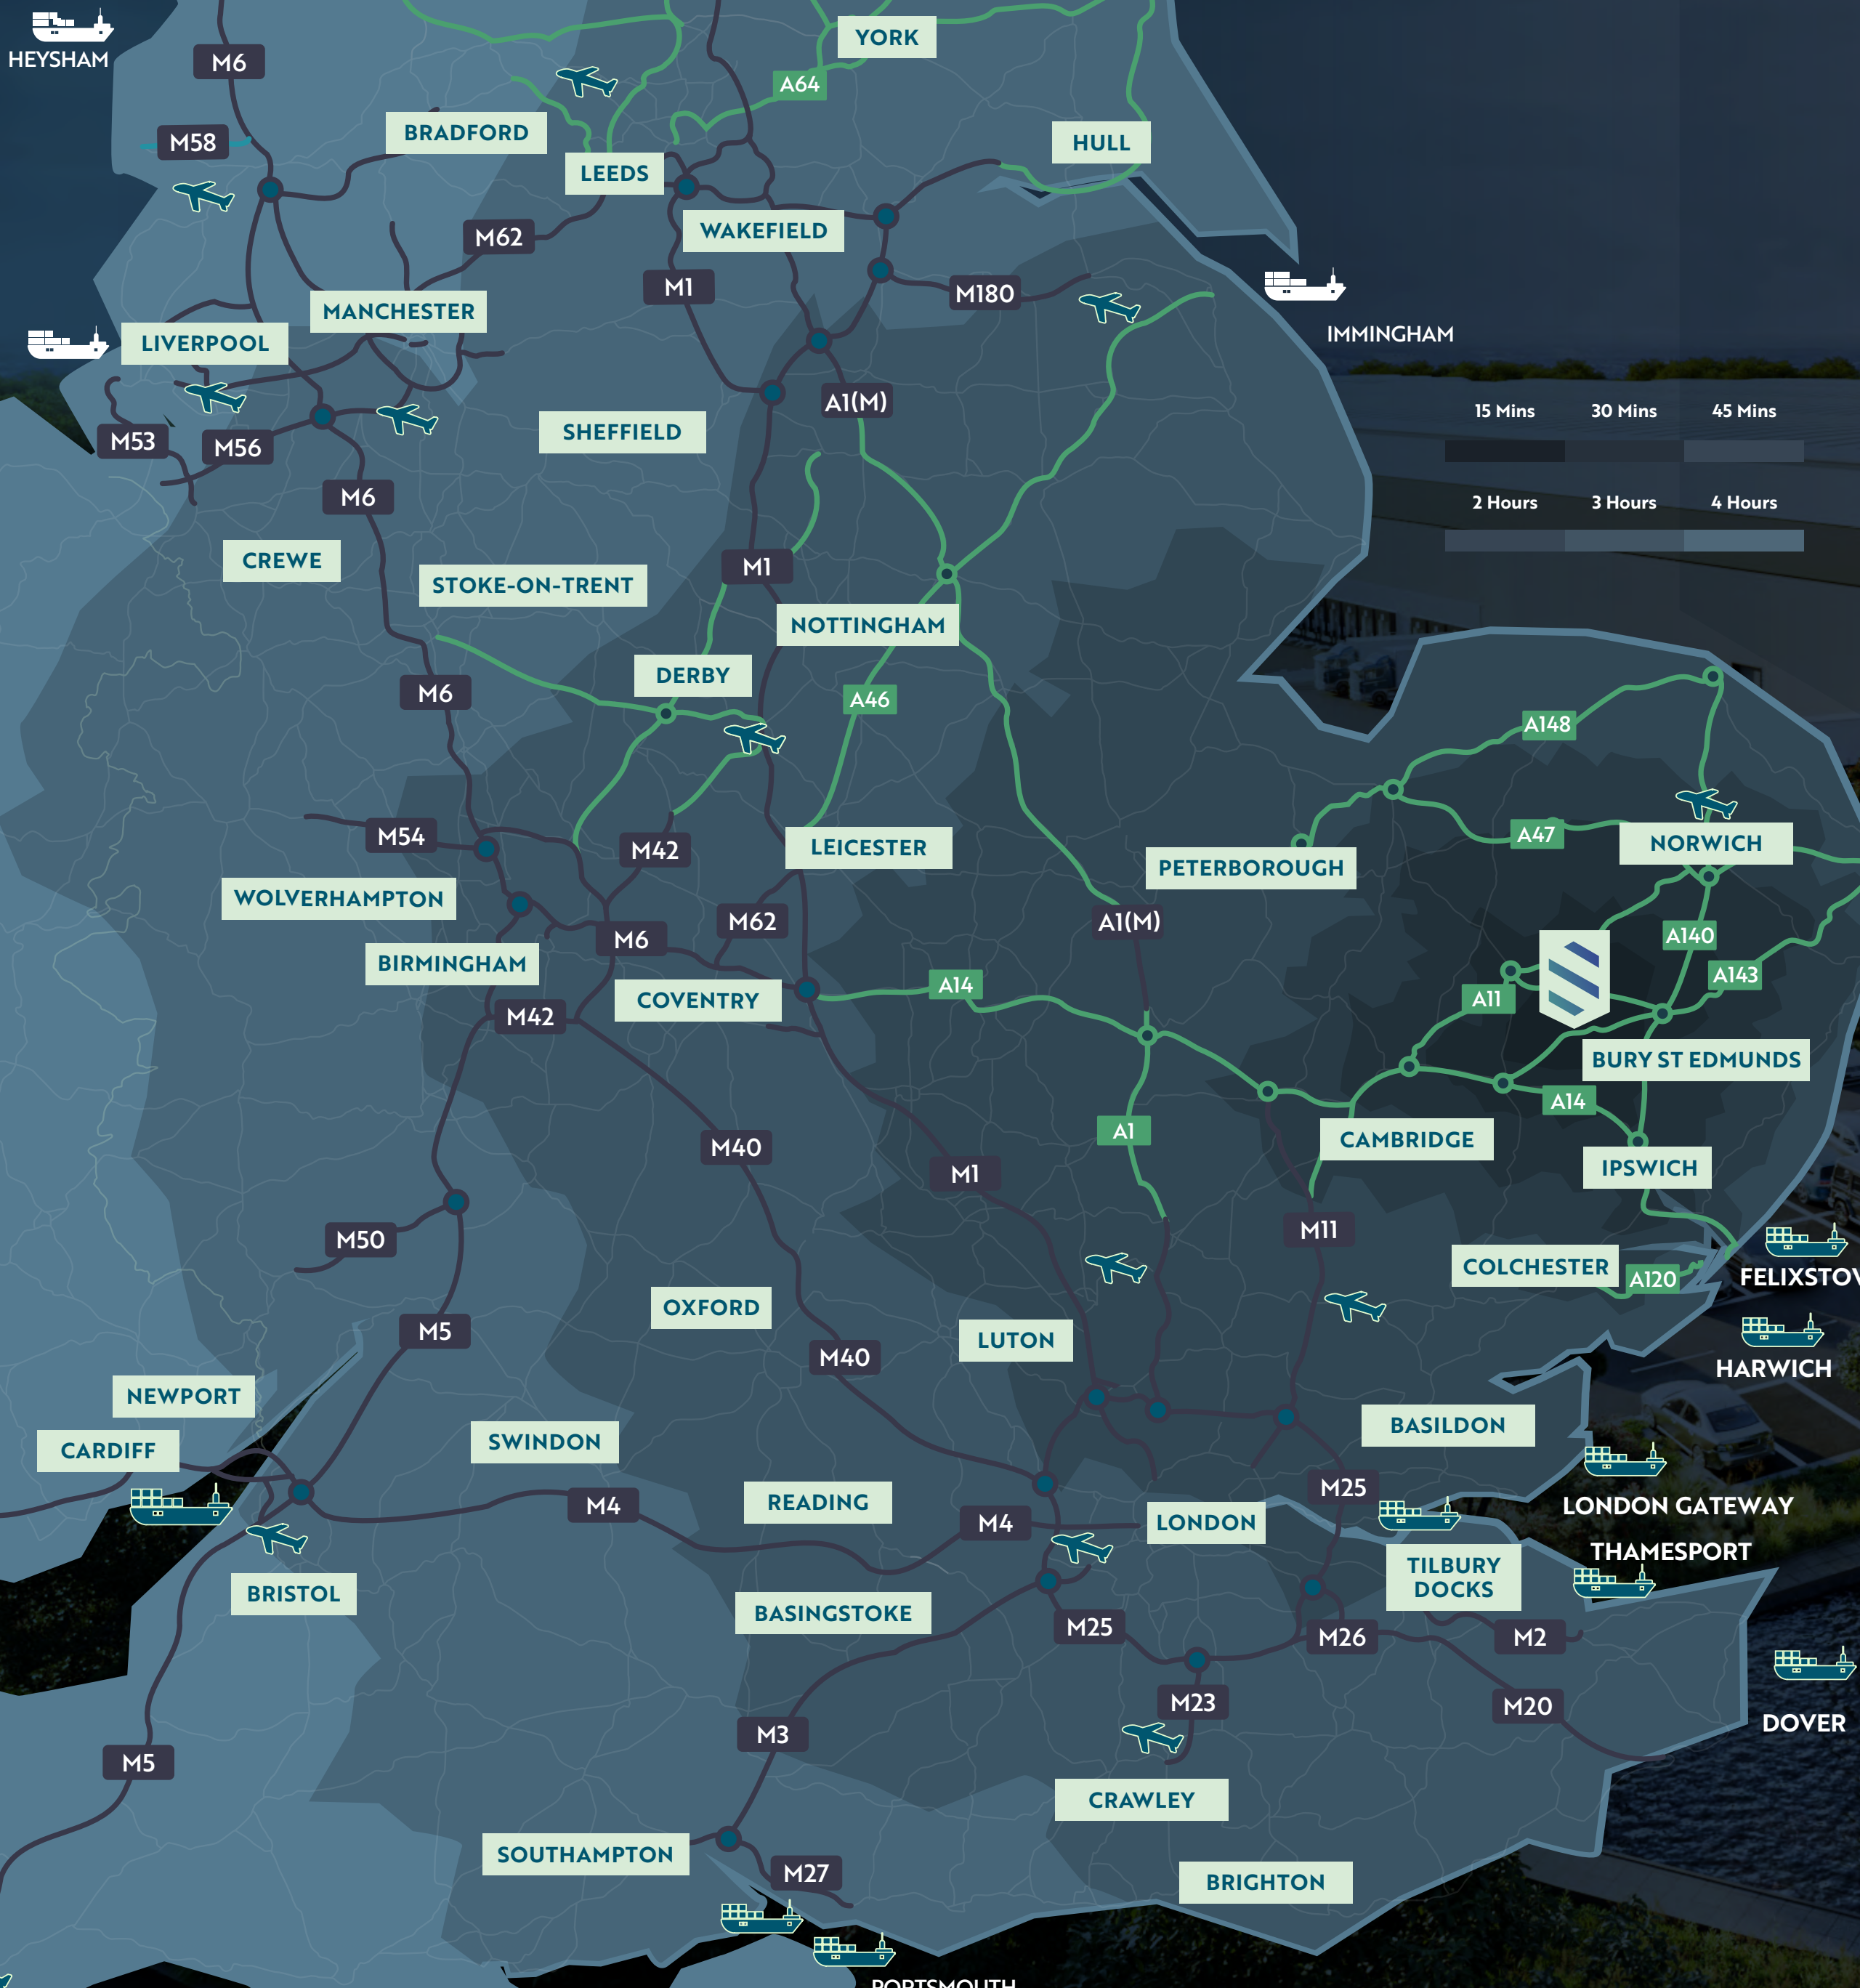 HEYSHAM
M6
YORK
A64
M58
BRADFORD
HULL
LEEDS
M62
WAKEFIELD
M1
M180
IMMINGHAM
MANCHESTER
LIVERPOOL
A1(M)
15 Mins
30 Mins
45 Mins
M53
M56
SHEFFIELD
M6
2 Hours
3 Hours
4 Hours
CREWE
M1
STOKE-ON-TRENT
NOTTINGHAM
DERBY
M6
A46
A148
M54
M42
LEICESTER
A47
NORWICH
PETERBOROUGH
WOLVERHAMPTON
M62
A1(M)
M6
A140
BIRMINGHAM
A143
COVENTRY
A14
A11
M42
BURY ST EDMUNDS
A14
A1
M40
CAMBRIDGE
M1
IPSWICH
M50
M11
COLCHESTER
A120
FELIXSTOW
OXFORD
M5
LUTON
M40
HARWICH
NEWPORT
BASILDON
CARDIFF
SWINDON
M25
READING
M4
LONDON GATEWAY
M4
LONDON
THAMESPORT
TILBURY
DOCKS
BRISTOL
BASINGSTOKE
M25
M26
M2
M23
M20
DOVER
M3
M5
CRAWLEY
SOUTHAMPTON
M27
BRIGHTON
PORTSMOUTH